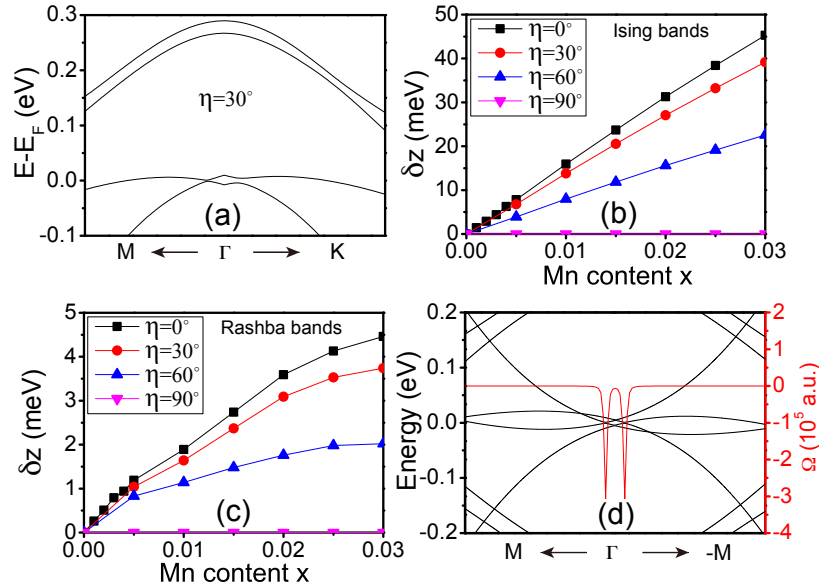 0.3
0.2
0.1
0.0
-0.1
E-E_F (eV)
η=30°
(a)
M ← Γ → K
50
40
30
20
10
0
δz (meV)
η=0°
η=30°
η=60°
η=90°
Ising bands
(b)
0.00 0.01 0.02 0.03
Mn content x
5
4
3
2
1
0
δz (meV)
η=0°
η=30°
η=60°
η=90°
Rashba bands
(c)
0.00 0.01 0.02 0.03
Mn content x
0.2
0.1
0.0
-0.1
-0.2
Energy (eV)
(d)
M ← Γ → -M
2
1
0
-1
-2
-3
-4
Ω (10⁵ a.u.)